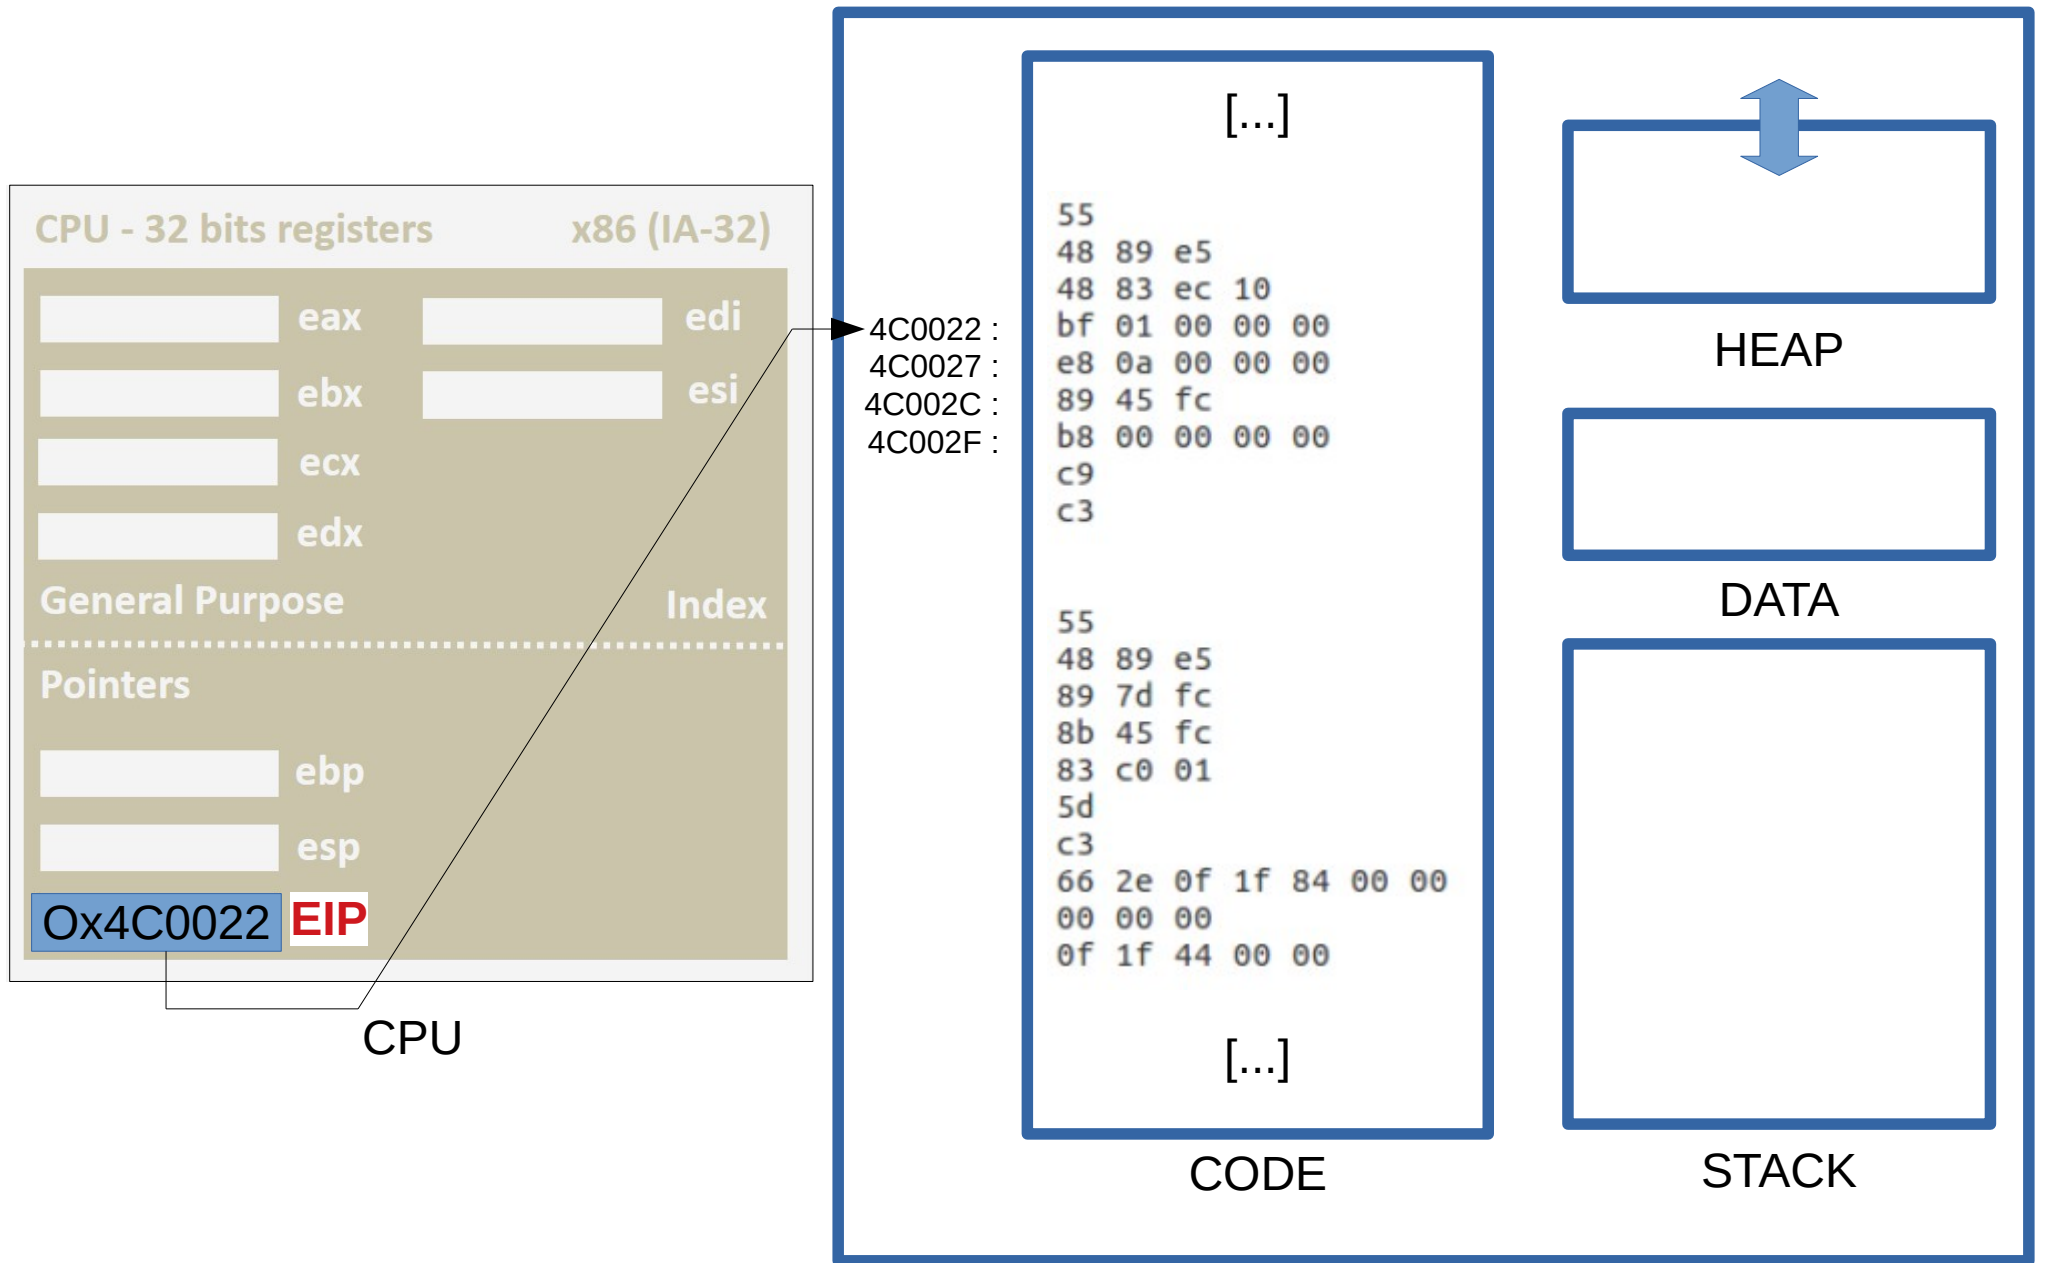 CPU - 32 bits registers x86 (IA-32)
eax edi
ebx esi
ecx
edx
General Purpose Index
Pointers
ebp
esp
Ox4C0022 EIP
CPU
4C0022 :
4C0027 :
4C002C :
4C002F :
[...]
55
48 89 e5
48 83 ec 10
bf 01 00 00 00
e8 0a 00 00 00
89 45 fc
b8 00 00 00 00
c9
c3
55
48 89 e5
89 7d fc
8b 45 fc
83 c0 01
5d
c3
66 2e 0f 1f 84 00 00
00 00 00
0f 1f 44 00 00
[...]
CODE
HEAP
DATA
STACK